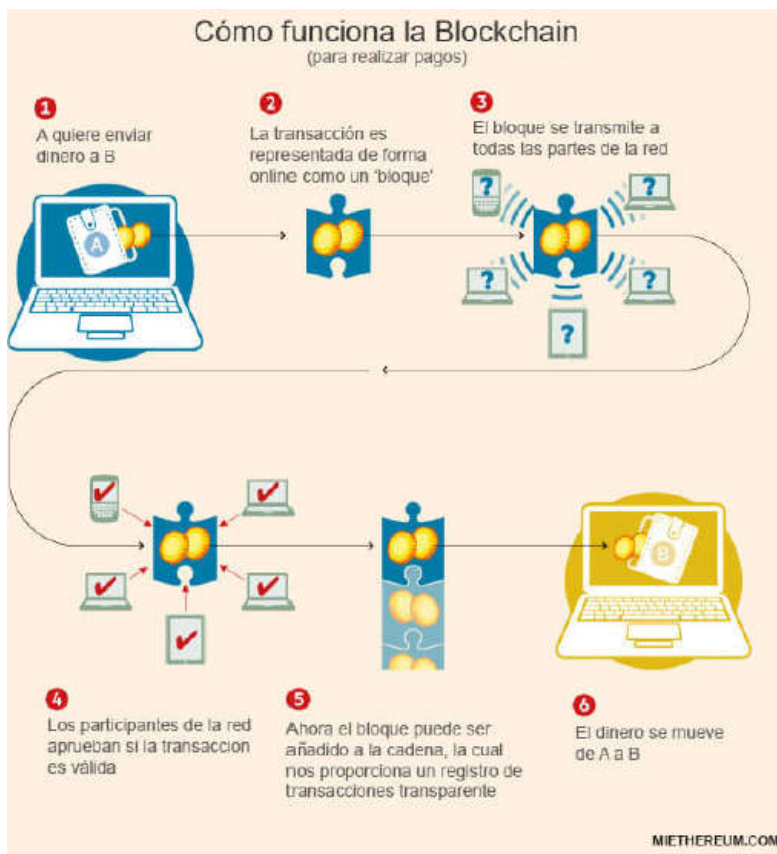 Cómo funciona la Blockchain
(para realizar pagos)
1
A quiere enviar
dinero a B
2
La transacción es
representada de forma
online como un 'bloque'
3
El bloque se transmite a
todas las partes de la red
A
?
?
?
?
?
4
Los participantes de la red
aprueban si la transaccion
es válida
5
Ahora el bloque puede ser
añadido a la cadena, la cual
nos proporciona un registro de
transacciones transparente
B
6
El dinero se mueve
de A a B
MIETHEREUM.COM